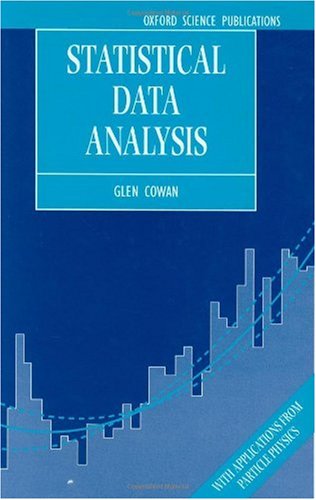 OXFORD SCIENCE PUBLICATIONS
STATISTICAL
DATA
ANALYSIS
GLEN COWAN
WITH APPLICATIONS FROM
PARTICLE PHYSICS